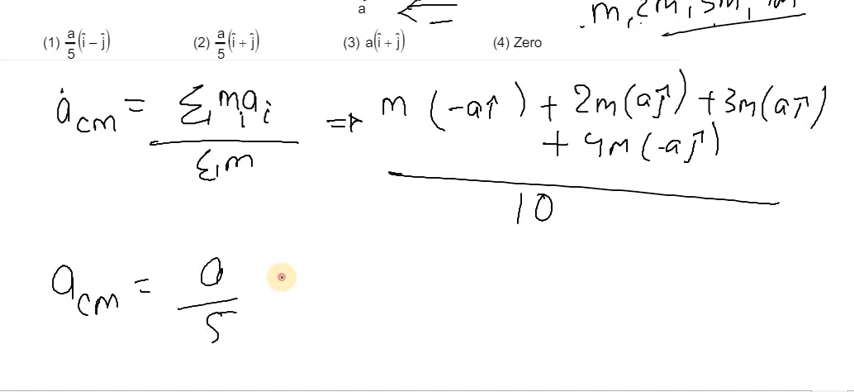 a
m, 2m, 3m,
(1) a/5 (î – ĵ) (2) a/5 (î + ĵ) (3) a(î + ĵ) (4) Zero
a_cm = Σ m_i a_i / Σ m ⇒ m(-aî) + 2m(aĵ) + 3m(aî) + 4m(-aĵ) / 10
a_cm = a/5